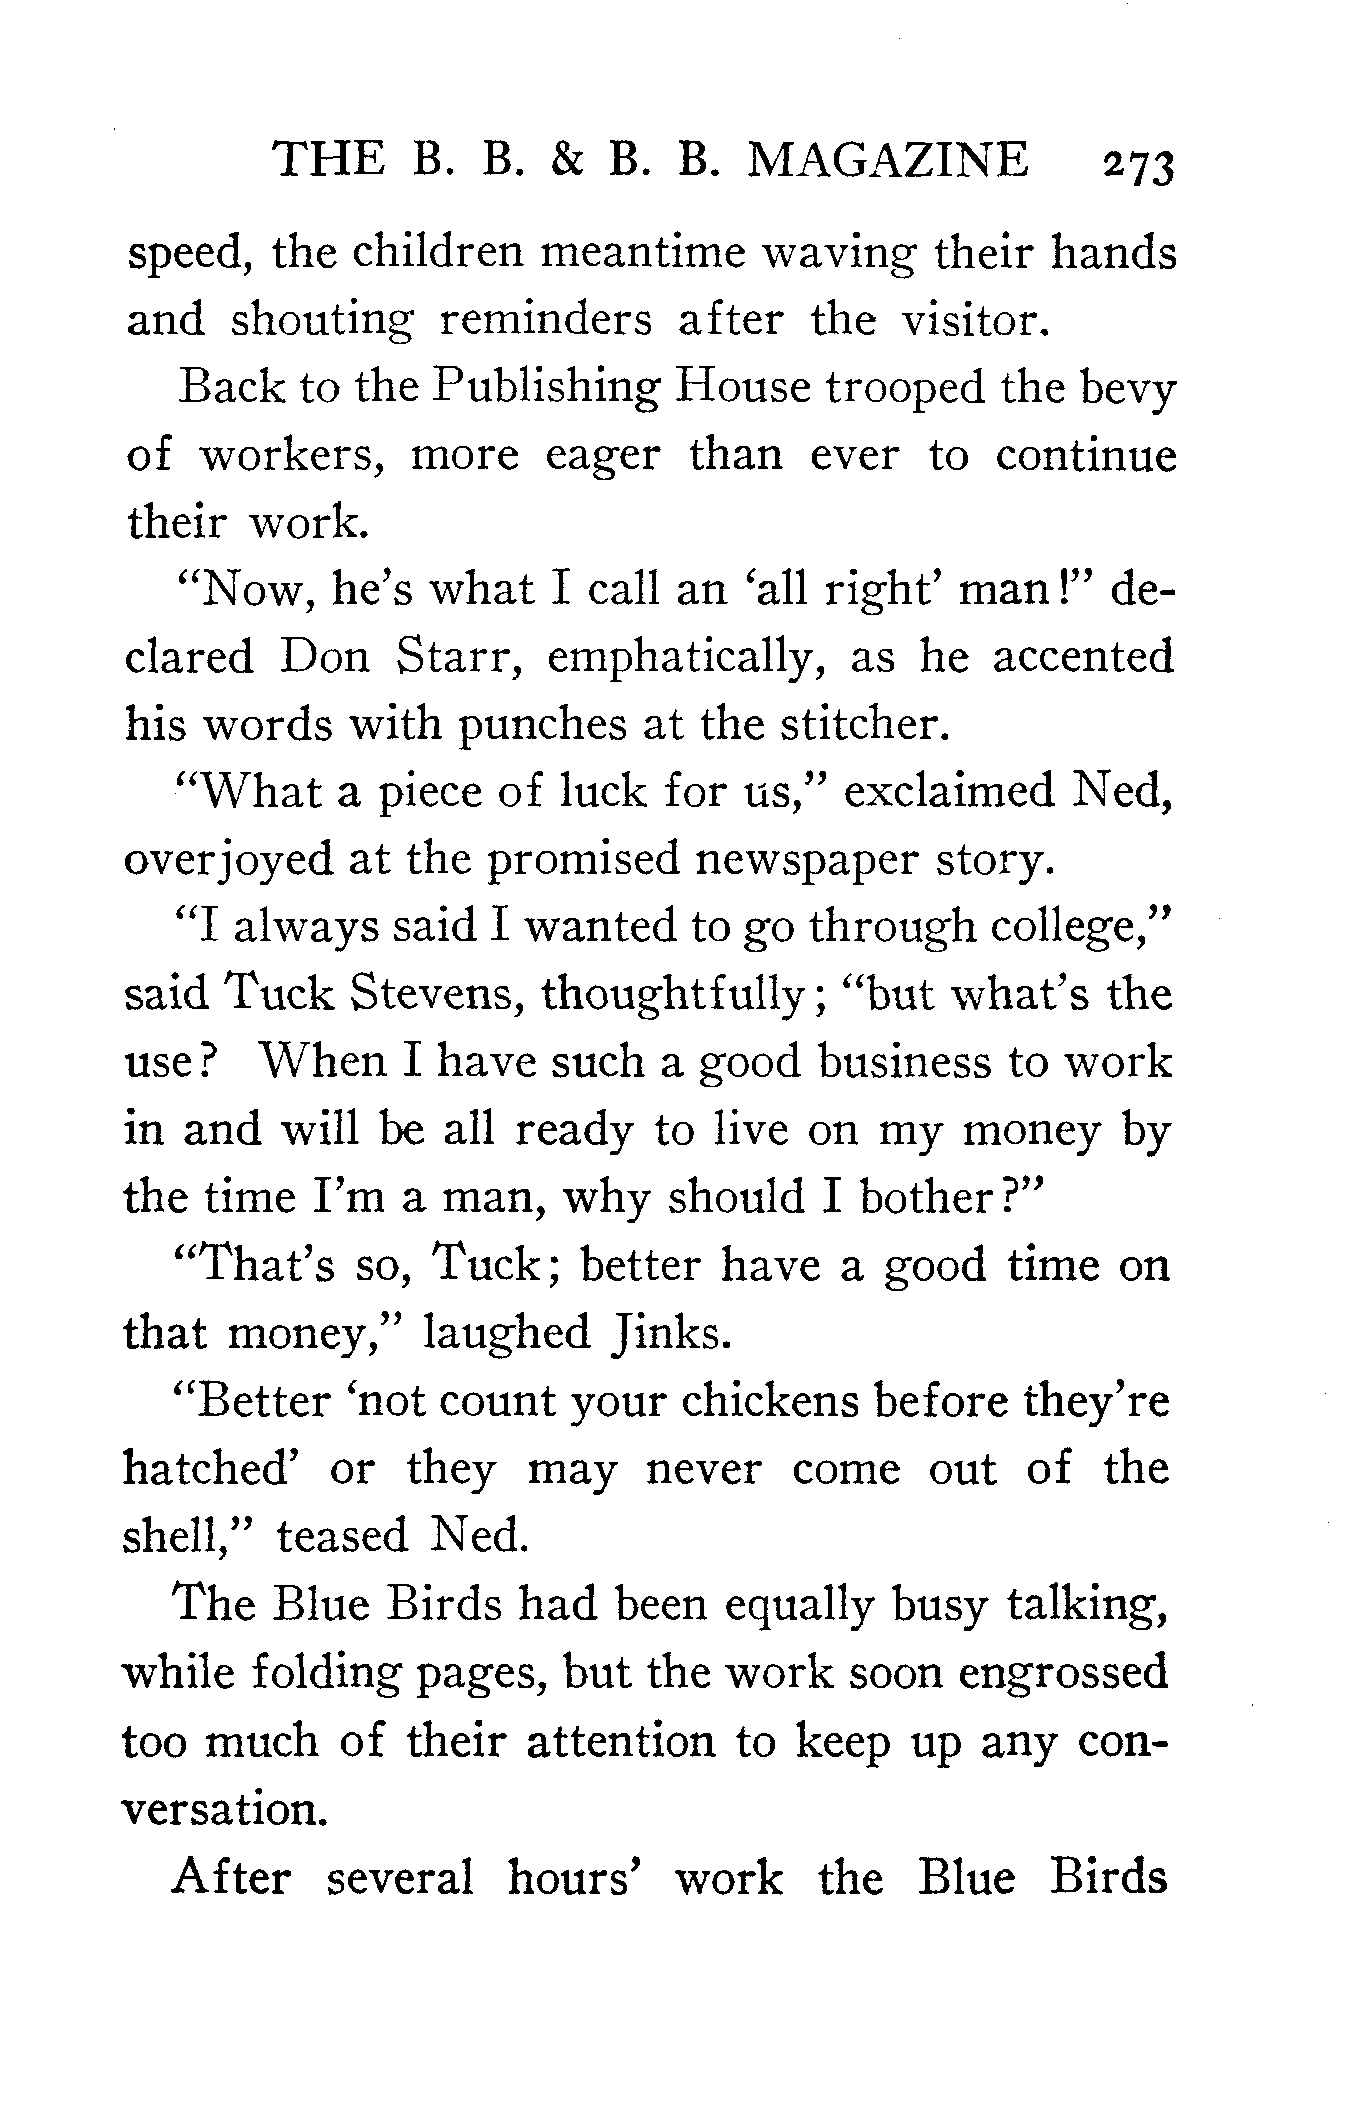 THE B. B. & B. B. MAGAZINE 273
speed, the children meantime waving their hands
and shouting reminders after the visitor.
Back to the Publishing House trooped the bevy
of workers, more eager than ever to continue
their work.
“Now, he’s what I call an ‘all right’ man!” de-
clared Don Starr, emphatically, as he accented
his words with punches at the stitcher.
“What a piece of luck for us,” exclaimed Ned,
overjoyed at the promised newspaper story.
“I always said I wanted to go through college,”
said Tuck Stevens, thoughtfully; “but what’s the
use? When I have such a good business to work
in and will be all ready to live on my money by
the time I’m a man, why should I bother?”
“That’s so, Tuck; better have a good time on
that money,” laughed Jinks.
“Better ‘not count your chickens before they’re
hatched’ or they may never come out of the
shell,” teased Ned.
The Blue Birds had been equally busy talking,
while folding pages, but the work soon engrossed
too much of their attention to keep up any con-
versation.
After several hours’ work the Blue Birds